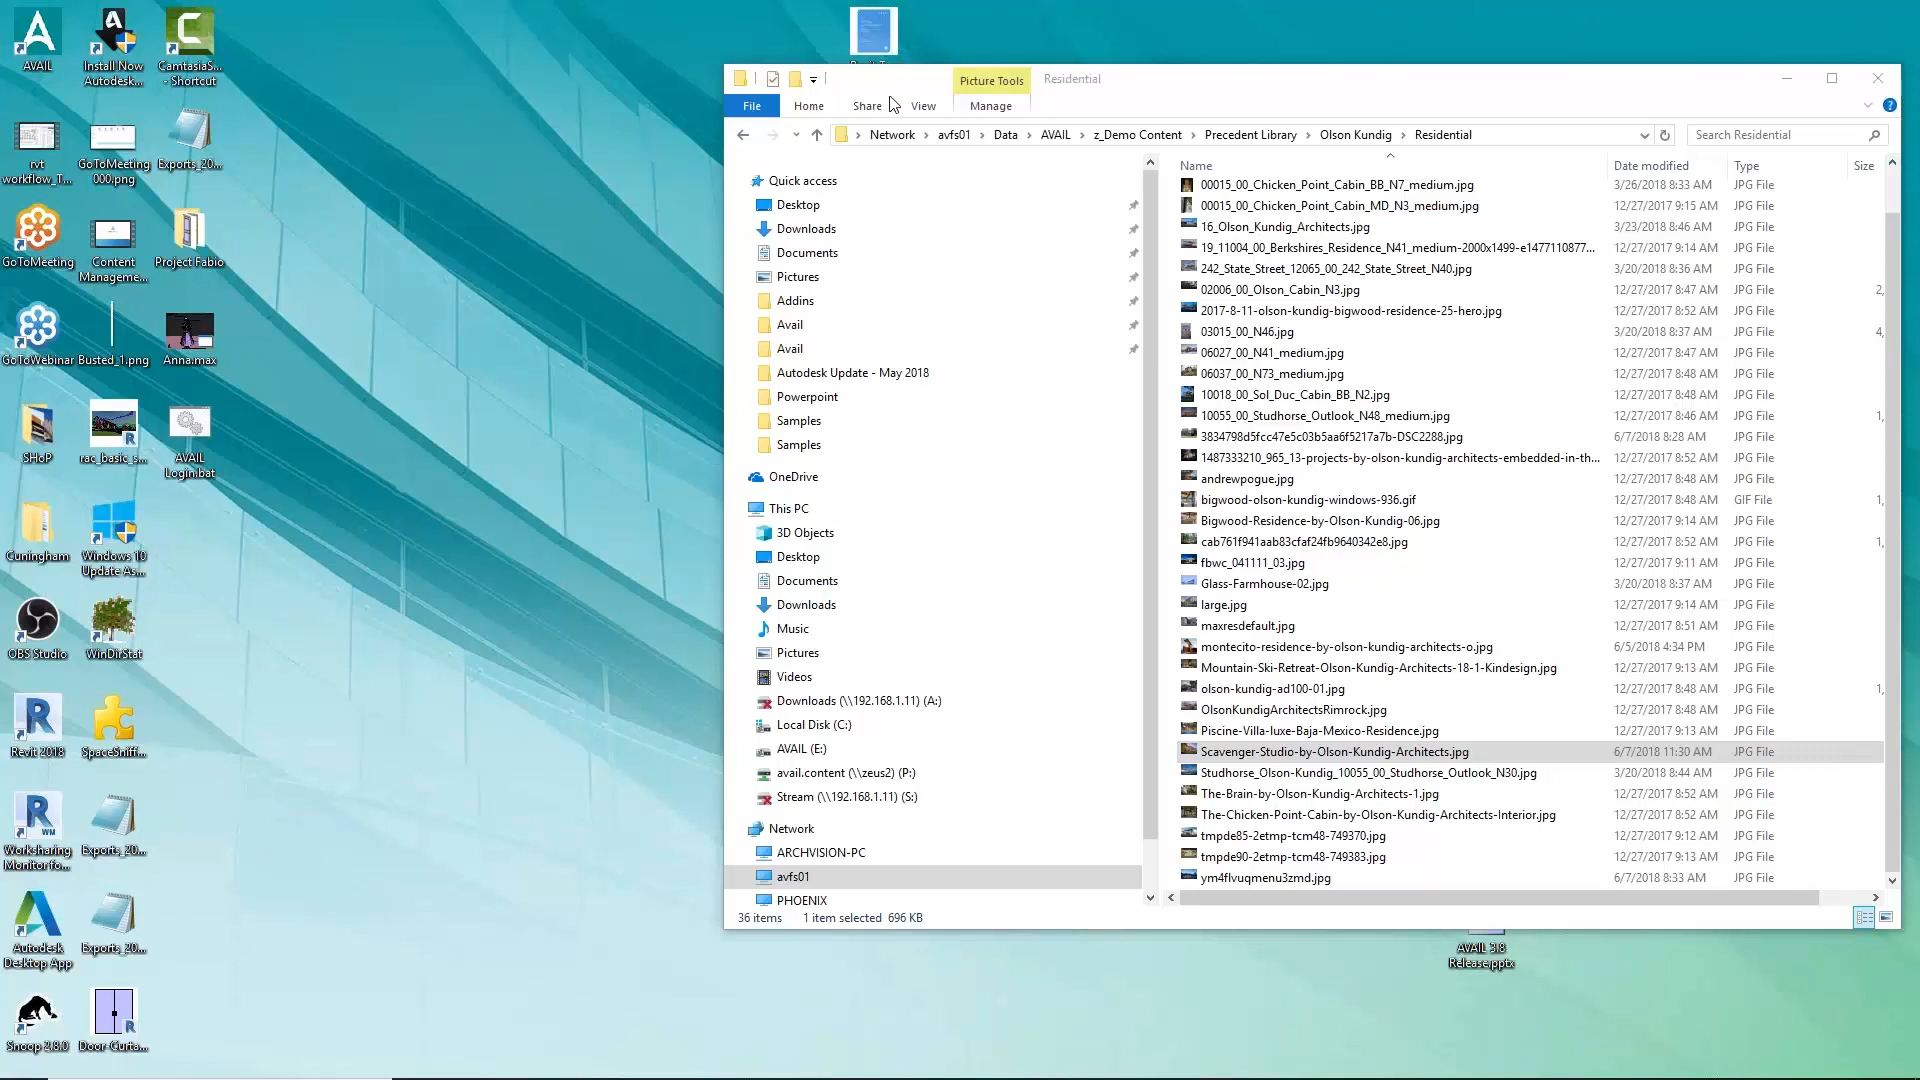 AVAIL
Install Now
Autodesk...
CamtasiaS...
- Shortcut
rvt
workflow_T...
GoToMeeting
000.png
Exports_20...
GoToMeeting
Content
Manageme...
Project Fabio
GoToWebinar
Busted_1.png
Anna.max
SHoP
rac_basic_s...
AVAIL
Login.bat
Cuningham
Windows 10
Update As...
OBS Studio
WinDirStat
Revit 2018
SpaceSniff...
Worksharing
Monitor fo...
Exports_20...
Autodesk
Desktop App
Exports_20...
Snoop 2.8.0
Door-Curta...
Picture Tools
Residential
File
Home
Share
View
Manage
Network
avfs01
Data
AVAIL
z_Demo Content
Precedent Library
Olson Kundig
Residential
Search Residential
Quick access
Desktop
Downloads
Documents
Pictures
Addins
Avail
Avail
Autodesk Update - May 2018
Powerpoint
Samples
Samples
OneDrive
This PC
3D Objects
Desktop
Documents
Downloads
Music
Pictures
Videos
Downloads (\\192.168.1.11) (A:)
Local Disk (C:)
AVAIL (E:)
avail.content (\\zeus2) (P:)
Stream (\\192.168.1.11) (S:)
Network
ARCHVISION-PC
avfs01
PHOENIX
Name Date modified Type Size
00015_00_Chicken_Point_Cabin_BB_N7_medium.jpg 3/26/2018 8:33 AM JPG File
00015_00_Chicken_Point_Cabin_MD_N3_medium.jpg 12/27/2017 9:15 AM JPG File
16_Olson_Kundig_Architects.jpg 3/23/2018 8:46 AM JPG File
19_11004_00_Berkshires_Residence_N41_medium-2000x1499-e1477110877... 12/27/2017 9:14 AM JPG File
242_State_Street_12065_00_242_State_Street_N40.jpg 3/20/2018 8:36 AM JPG File
02006_00_Olson_Cabin_N3.jpg 12/27/2017 8:47 AM JPG File 2,
2017-8-11-olson-kundig-bigwood-residence-25-hero.jpg 12/27/2017 8:52 AM JPG File
03015_00_N46.jpg 3/20/2018 8:37 AM JPG File 4,
06027_00_N41_medium.jpg 12/27/2017 8:47 AM JPG File
06037_00_N73_medium.jpg 12/27/2017 8:48 AM JPG File
10018_00_Sol_Duc_Cabin_BB_N2.jpg 12/27/2017 8:48 AM JPG File
10055_00_Studhorse_Outlook_N48_medium.jpg 12/27/2017 8:46 AM JPG File 1,
3834798d5fcc47e5c03b5aa6f5217a7b-DSC2288.jpg 6/7/2018 8:28 AM JPG File
1487333210_965_13-projects-by-olson-kundig-architects-embedded-in-th... 12/27/2017 8:52 AM JPG File
andrewpogue.jpg 12/27/2017 8:48 AM JPG File
bigwood-olson-kundig-windows-936.gif 12/27/2017 8:48 AM GIF File 1,
Bigwood-Residence-by-Olson-Kundig-06.jpg 12/27/2017 9:14 AM JPG File
cab761f941aab83cfaf24fb9640342e8.jpg 12/27/2017 8:52 AM JPG File 1,
fbwc_041111_03.jpg 12/27/2017 9:11 AM JPG File
Glass-Farmhouse-02.jpg 3/20/2018 8:37 AM JPG File
large.jpg 12/27/2017 9:14 AM JPG File
maxresdefault.jpg 12/27/2017 8:51 AM JPG File
montecito-residence-by-olson-kundig-architects-o.jpg 6/5/2018 4:34 PM JPG File
Mountain-Ski-Retreat-Olson-Kundig-Architects-18-1-Kindesign.jpg 12/27/2017 9:13 AM JPG File
olson-kundig-ad100-01.jpg 12/27/2017 8:48 AM JPG File 1,
OlsonKundigArchitectsRimrock.jpg 12/27/2017 8:48 AM JPG File
Piscine-Villa-luxe-Baja-Mexico-Residence.jpg 12/27/2017 9:13 AM JPG File
Scavenger-Studio-by-Olson-Kundig-Architects.jpg 6/7/2018 11:30 AM JPG File
Studhorse_Olson-Kundig_10055_00_Studhorse_Outlook_N30.jpg 3/20/2018 8:44 AM JPG File
The-Brain-by-Olson-Kundig-Architects-1.jpg 12/27/2017 8:52 AM JPG File
The-Chicken-Point-Cabin-by-Olson-Kundig-Architects-Interior.jpg 12/27/2017 8:52 AM JPG File
tmpde85-2etmp-tcm48-749370.jpg 12/27/2017 9:12 AM JPG File
tmpde90-2etmp-tcm48-749383.jpg 12/27/2017 9:13 AM JPG File
ym4flvuqmenu3zmd.jpg 6/7/2018 8:33 AM JPG File
36 items 1 item selected 696 KB
AVAIL 3.8
Release.pptx